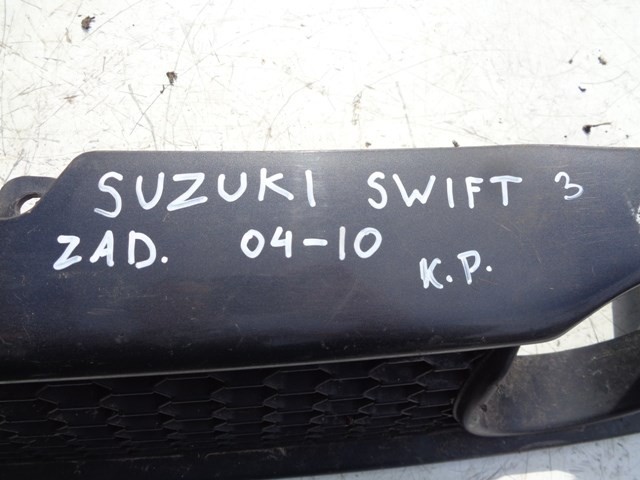 SUZUKI SWIFT 3
ZAD. 04-10
K.P.